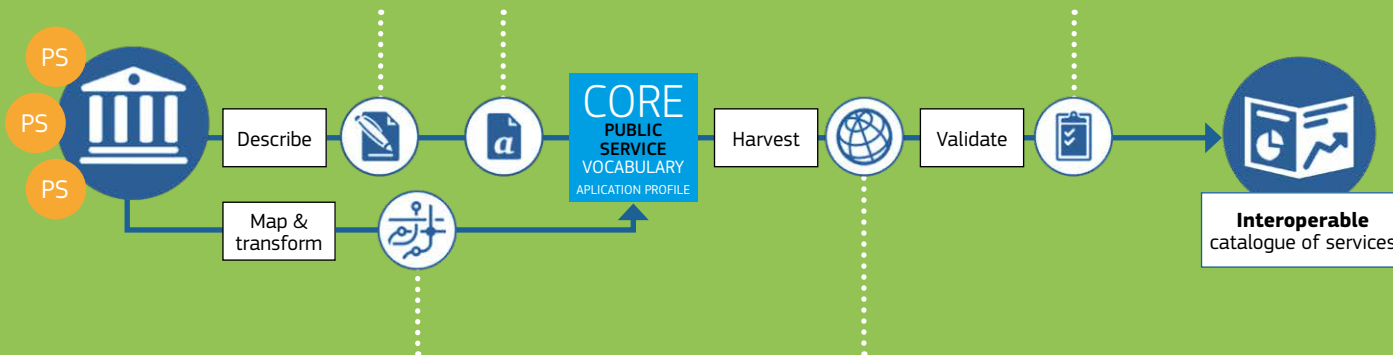 PS
PS
PS
Describe
a
CORE
PUBLIC
SERVICE
VOCABULARY
APLICATION PROFILE
Harvest
Validate
Map &
transform
Interoperable
catalogue of services